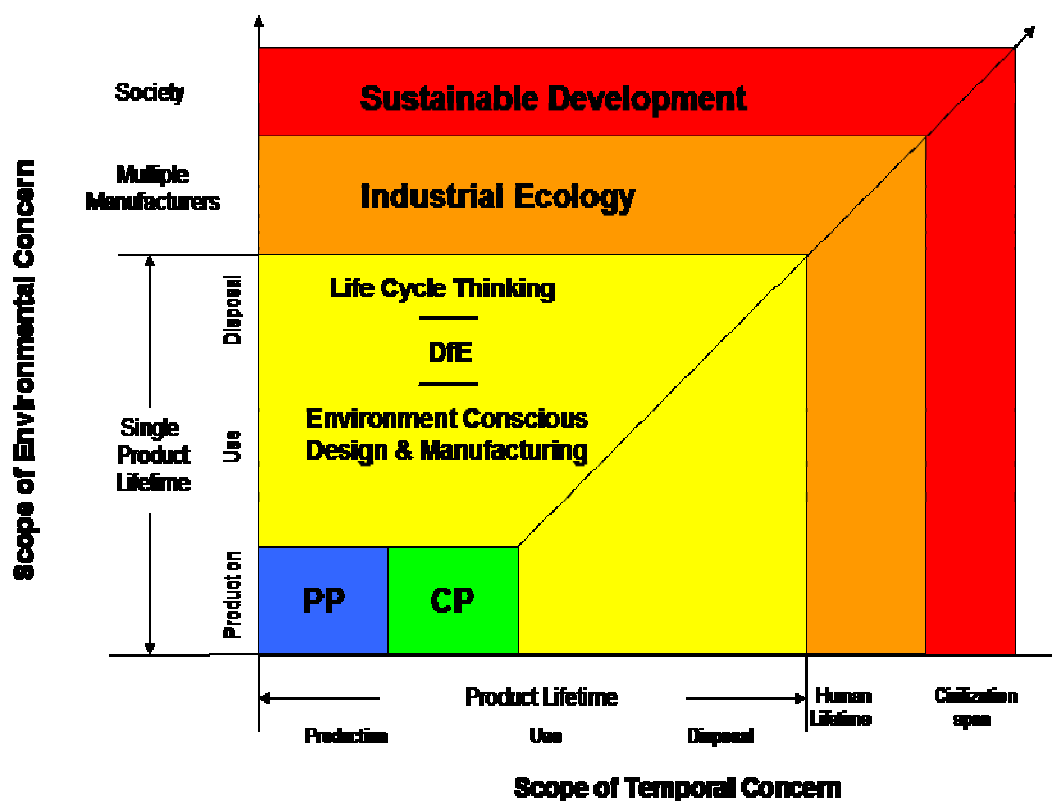 Society
Sustainable Development
Multiple
Manufacturers
Industrial Ecology
Scope of Environmental Concern
Disposal
Life Cycle Thinking
DfE
Environment Conscious
Design & Manufacturing
Single
Product
Lifetime
Use
Production
PP
CP
Product Lifetime
Human
Lifetime
Civilization
span
Production
Use
Disposal
Scope of Temporal Concern